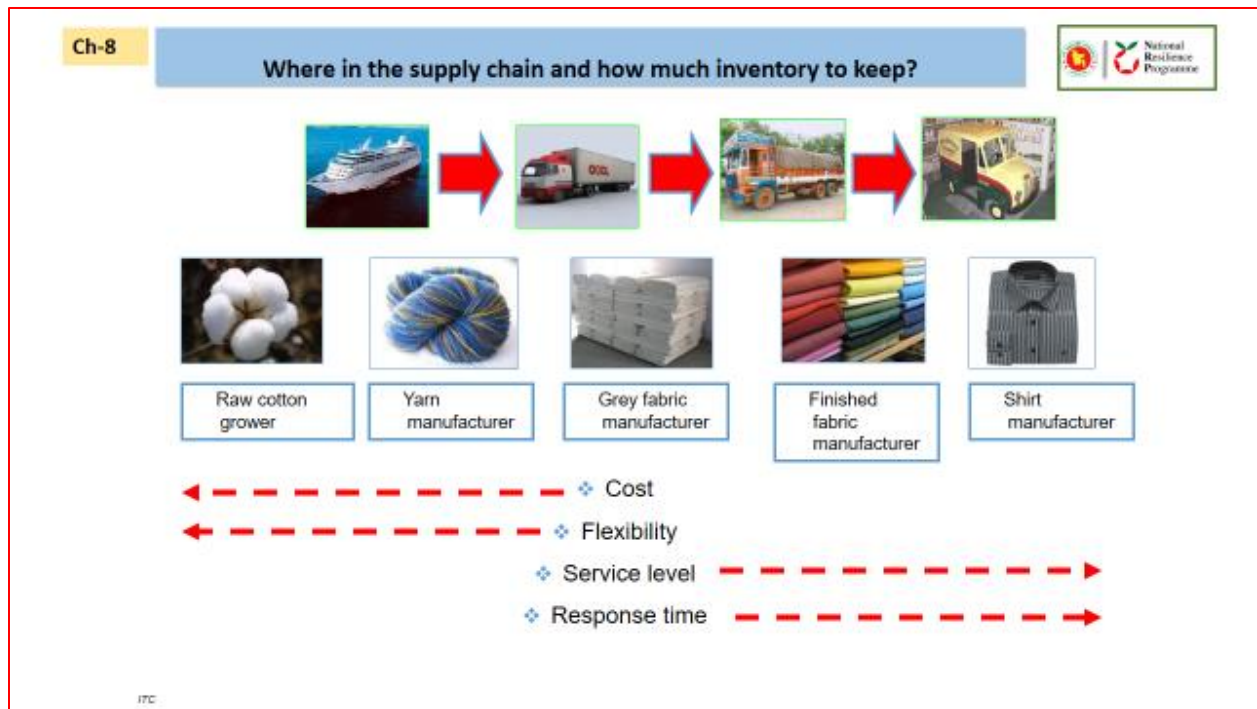 Ch-8
Where in the supply chain and how much inventory to keep?
National
Resilience
Programme
Raw cotton
grower
Yarn
manufacturer
Grey fabric
manufacturer
Finished
fabric
manufacturer
Shirt
manufacturer
Cost
Flexibility
Service level
Response time
ITC